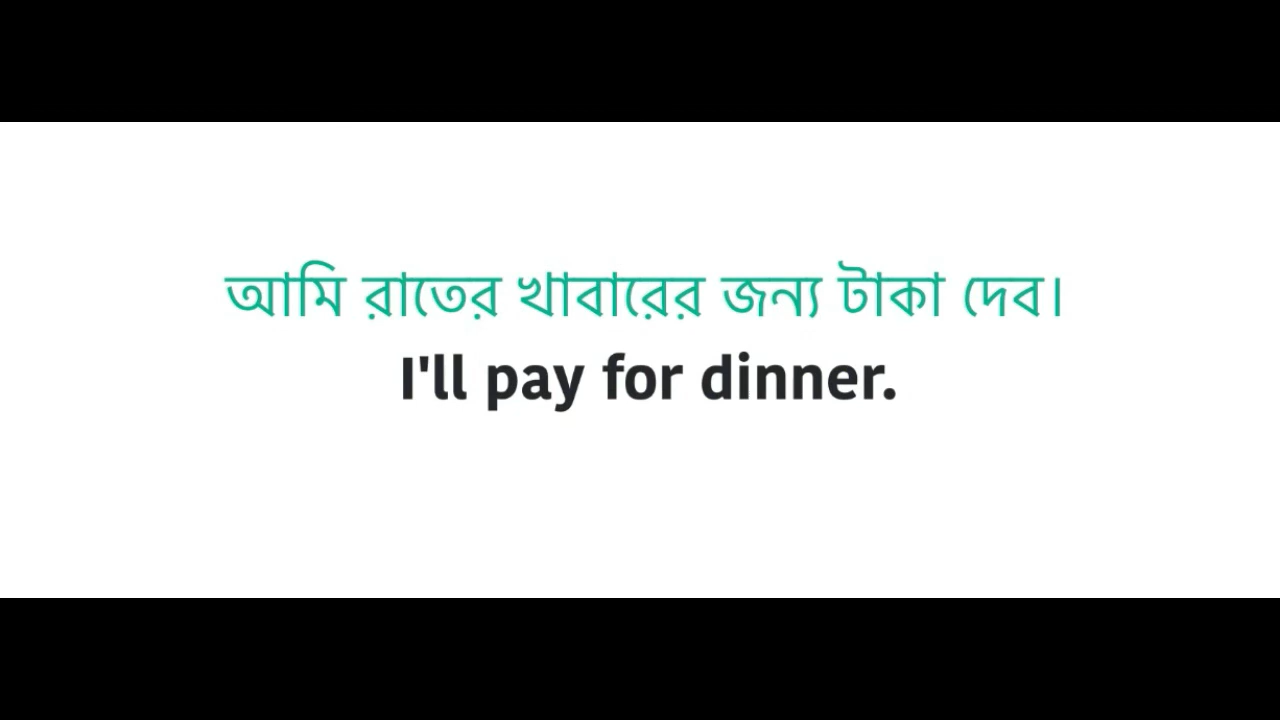 আমি রাতের খাবারের জন্য টাকা দেব।
I'll pay for dinner.